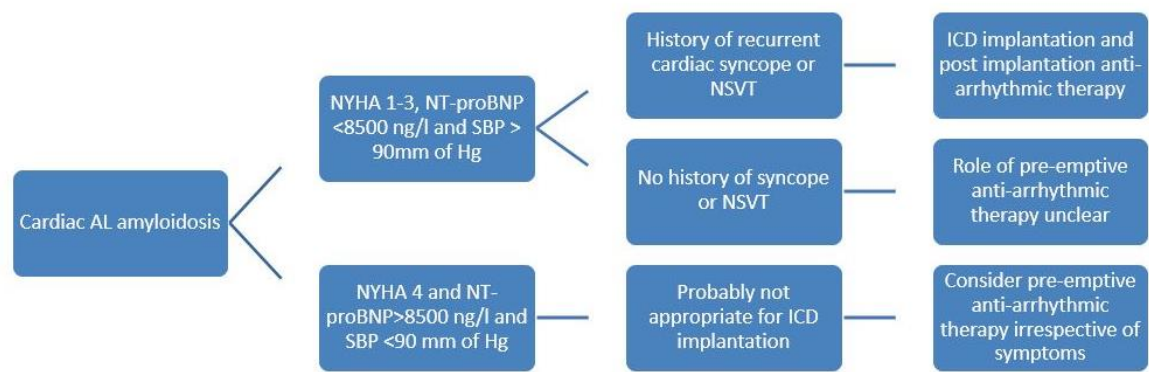 Cardiac AL amyloidosis
NYHA 1-3, NT-proBNP
<8500 ng/l and SBP >
90mm of Hg
History of recurrent
cardiac syncope or
NSVT
ICD implantation and
post implantation anti-
arrhythmic therapy
No history of syncope
or NSVT
Role of pre-emptive
anti-arrhythmic
therapy unclear
NYHA 4 and NT-
proBNP>8500 ng/l and
SBP <90 mm of Hg
Probably not
appropriate for ICD
implantation
Consider pre-emptive
anti-arrhythmic
therapy irrespective of
symptoms